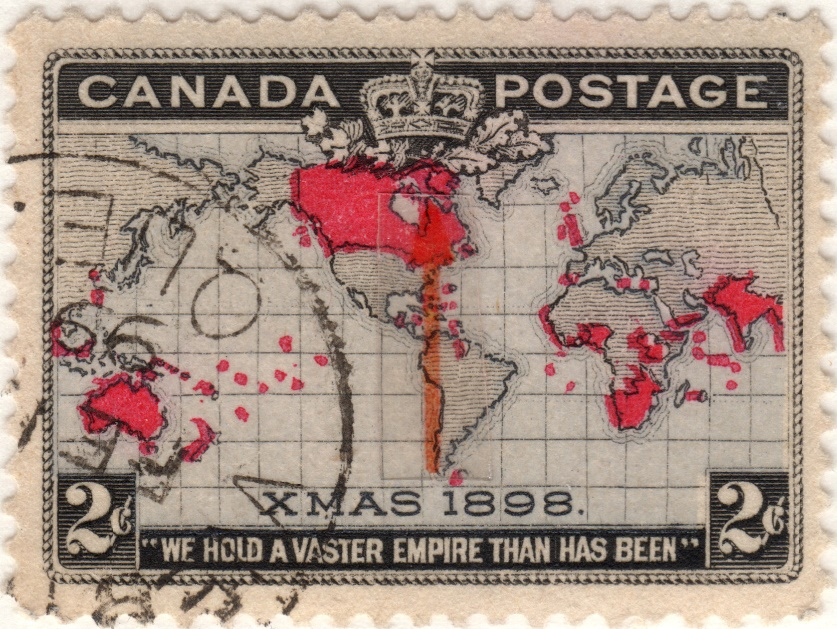 CANADA POSTAGE
XMAS 1898.
2¢ 2¢
"WE HOLD A VASTER EMPIRE THAN HAS BEEN"